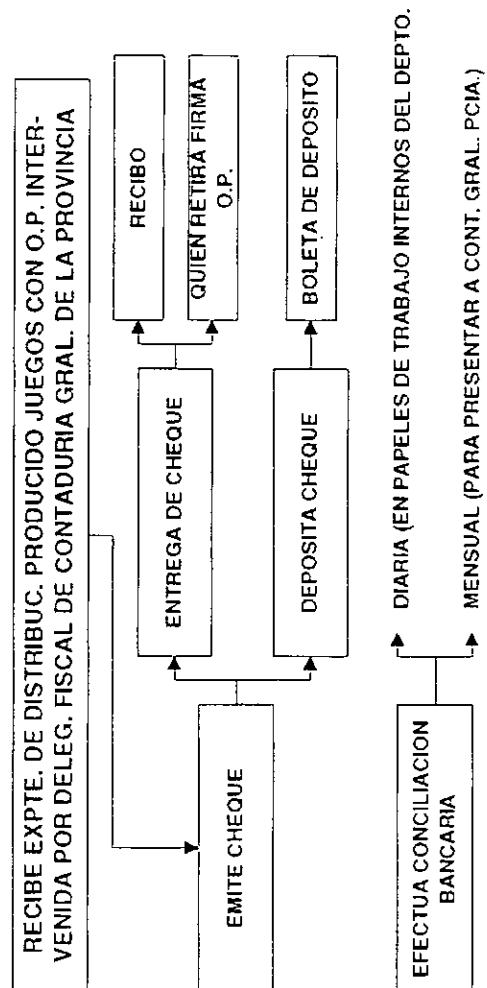 RECIBE EXPTE. DE DISTRIBUC. PRODUCIDO JUEGOS CON O.P. INTER-
VENIDA POR DELEG. FISCAL DE CONTADURIA GRAL. DE LA PROVINCIA
EMITE CHEQUE
ENTREGA DE CHEQUE
RECIBO
QUIEN RETIRA FIRMA
O.P.
DEPOSITA CHEQUE
BOLETA DE DEPOSITO
EFECTUA CONCILIACION
BANCARIA
DIARIA (EN PAPELES DE TRABAJO INTERNOS DEL DEPTO.
MENSUAL (PARA PRESENTAR A CONT. GRAL. PCIA.)